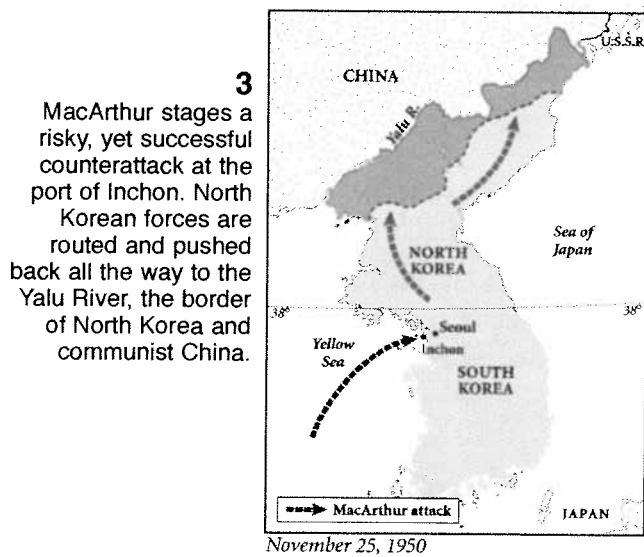 3
MacArthur stages a
risky, yet successful
counterattack at the
port of Inchon. North
Korean forces are
routed and pushed
back all the way to the
Yalu River, the border
of North Korea and
communist China.
U.S.S.R
CHINA
Yalu R.
Sea of
Japan
NORTH
KOREA
38°
38°
Yellow
Sea
Seoul
Inchon
SOUTH
KOREA
MacArthur attack
JAPAN
November 25, 1950